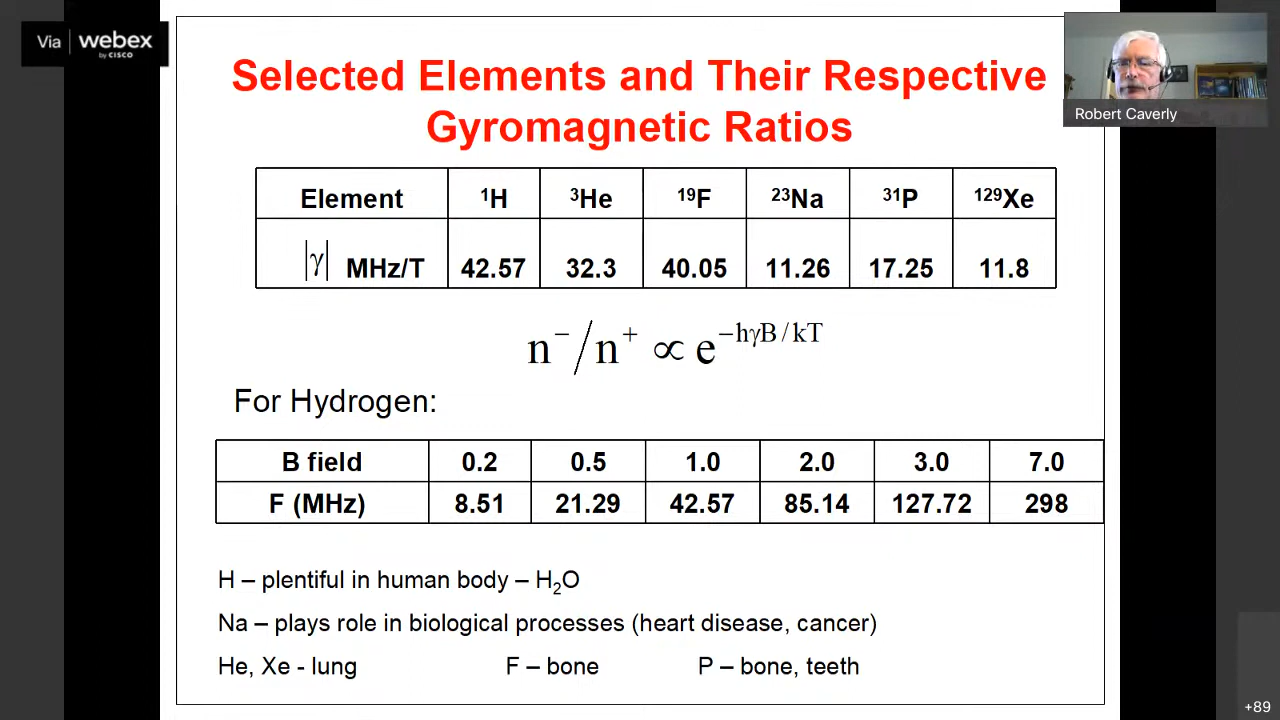 Via webex
by CISCO
Selected Elements and Their Respective
Gyromagnetic Ratios
Robert Caverly
Element ¹H ³He ¹⁹F ²³Na ³¹P ¹²⁹Xe
|γ| MHz/T 42.57 32.3 40.05 11.26 17.25 11.8
n⁻/n⁺ ∝ e^−hγB/kT
For Hydrogen:
B field 0.2 0.5 1.0 2.0 3.0 7.0
F (MHz) 8.51 21.29 42.57 85.14 127.72 298
H – plentiful in human body – H₂O
Na – plays role in biological processes (heart disease, cancer)
He, Xe - lung F – bone P – bone, teeth
+89